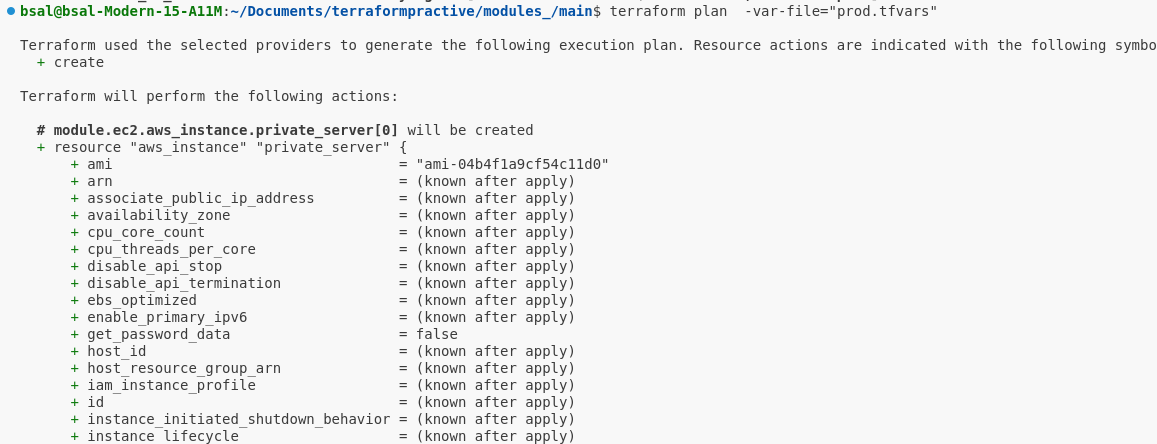 bsal@bsal-Modern-15-A11M:~/Documents/terraformpractive/modules_/main$ terraform plan  -var-file="prod.tfvars"
Terraform used the selected providers to generate the following execution plan. Resource actions are indicated with the following symbo
+ create
Terraform will perform the following actions:
# module.ec2.aws_instance.private_server[0] will be created
+ resource "aws_instance" "private_server" {
+ ami                                  = "ami-04b4f1a9cf54c11d0"
+ arn                                  = (known after apply)
+ associate_public_ip_address          = (known after apply)
+ availability_zone                    = (known after apply)
+ cpu_core_count                       = (known after apply)
+ cpu_threads_per_core                 = (known after apply)
+ disable_api_stop                     = (known after apply)
+ disable_api_termination              = (known after apply)
+ ebs_optimized                        = (known after apply)
+ enable_primary_ipv6                  = (known after apply)
+ get_password_data                    = false
+ host_id                              = (known after apply)
+ host_resource_group_arn              = (known after apply)
+ iam_instance_profile                 = (known after apply)
+ id                                   = (known after apply)
+ instance_initiated_shutdown_behavior = (known after apply)
+ instance_lifecycle                   = (known after apply)